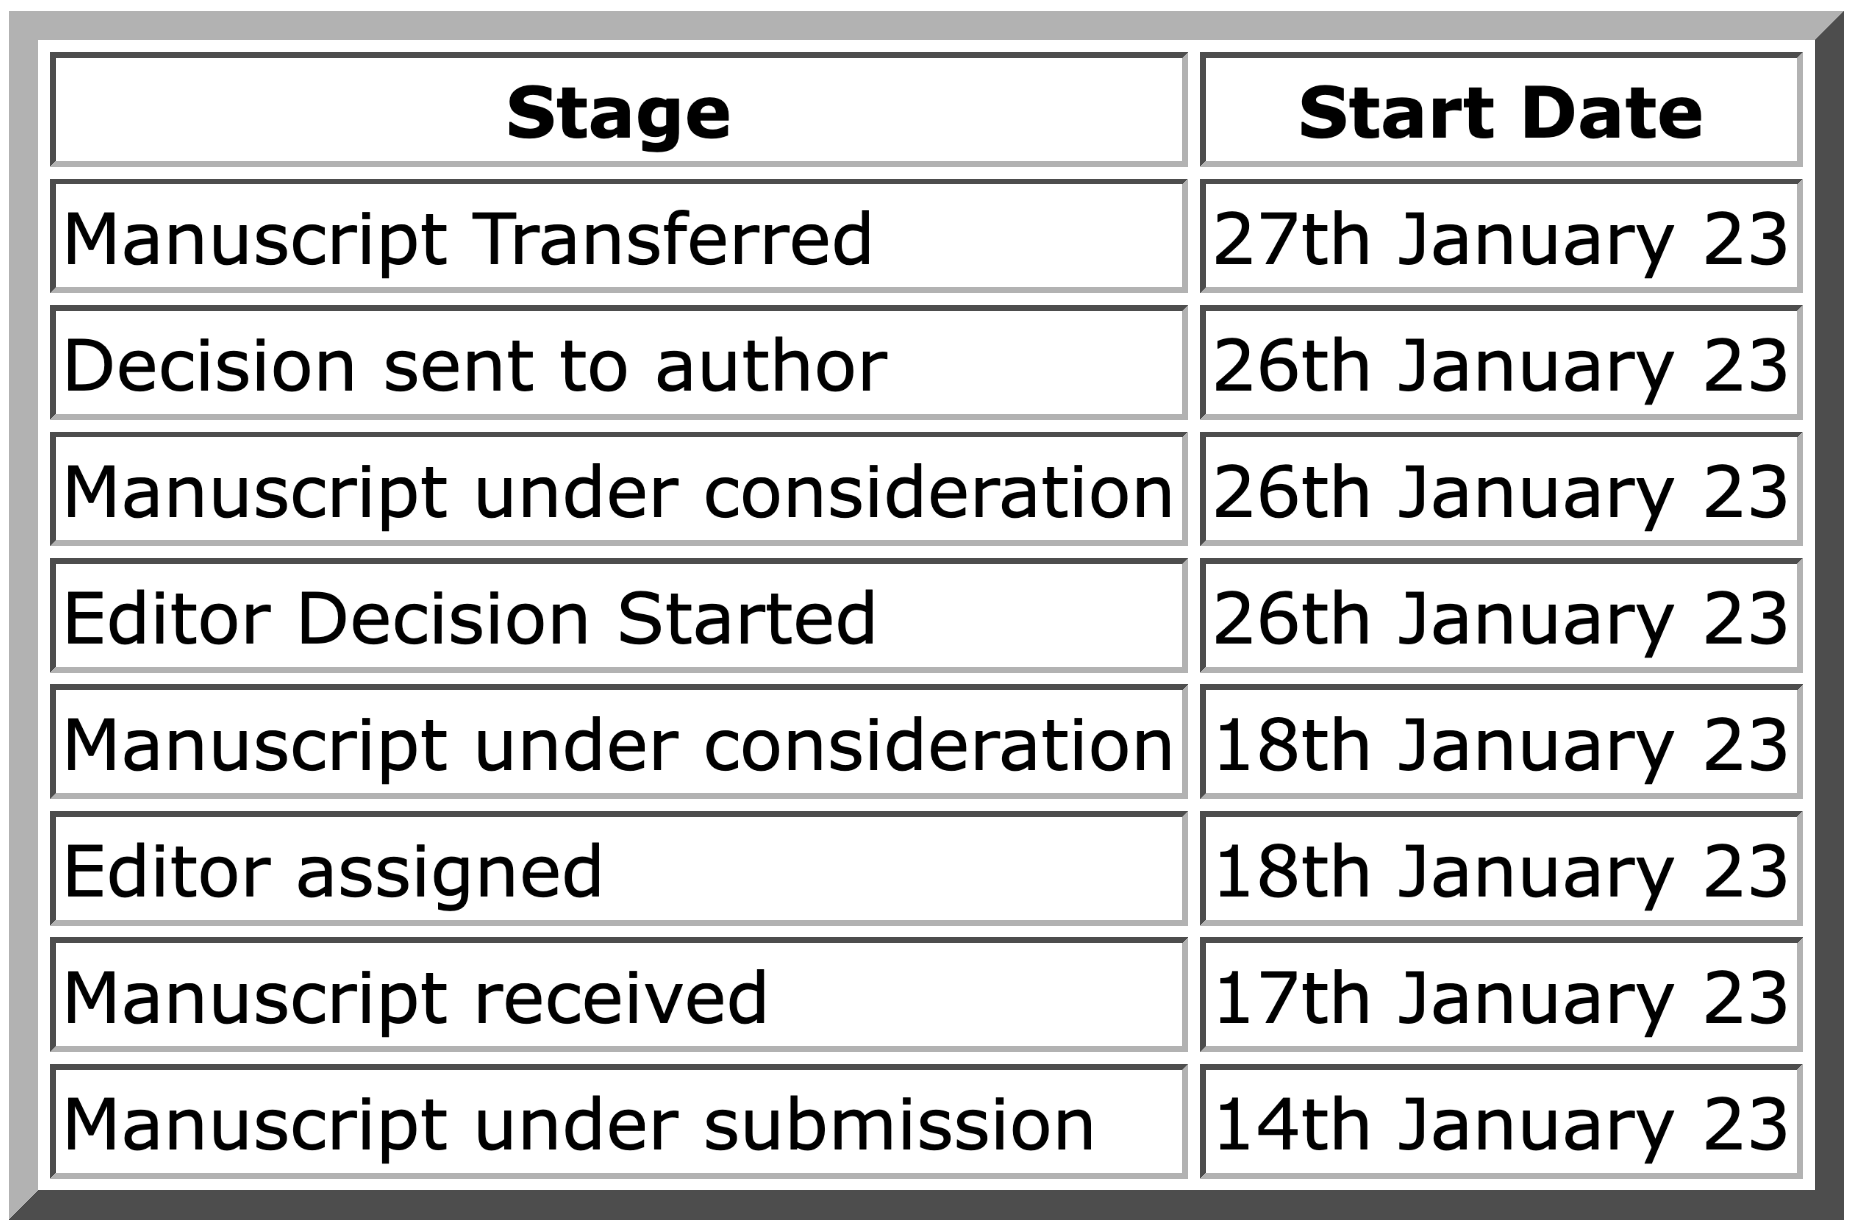 Stage Start Date
Manuscript Transferred 27th January 23
Decision sent to author 26th January 23
Manuscript under consideration 26th January 23
Editor Decision Started 26th January 23
Manuscript under consideration 18th January 23
Editor assigned 18th January 23
Manuscript received 17th January 23
Manuscript under submission 14th January 23